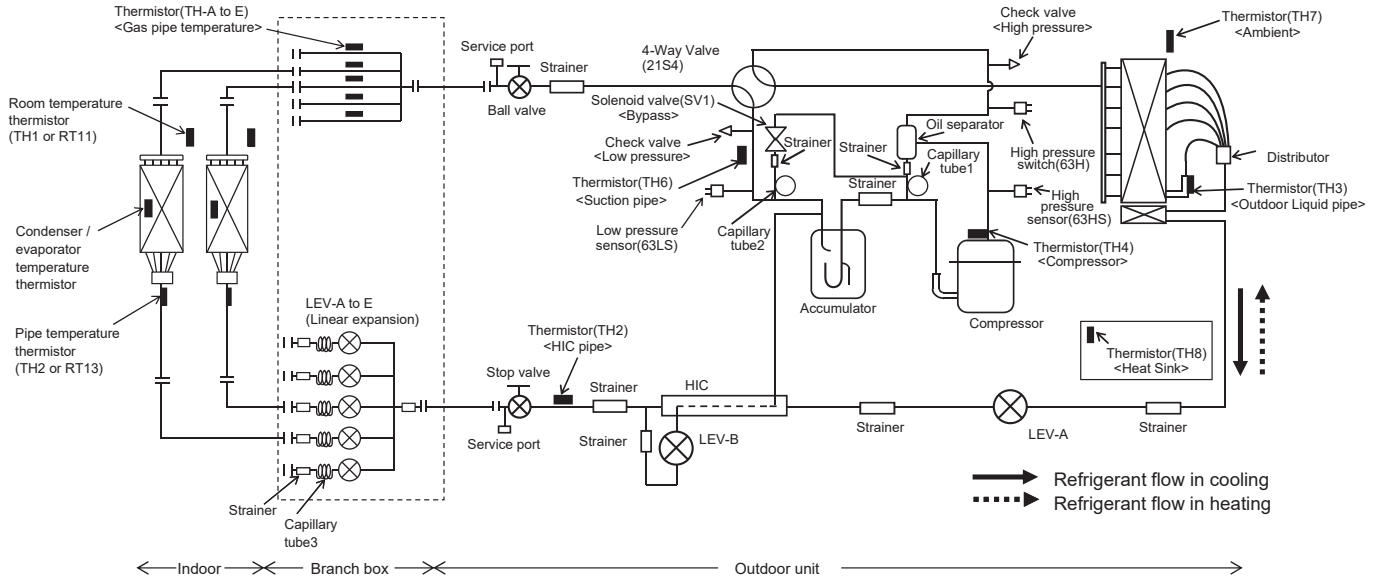 Thermistor(TH-A to E)
<Gas pipe temperature>
Service port
Strainer
Ball valve
4-Way Valve
(21S4)
Solenoid valve(SV1)
<Bypass>
Check valve
<High pressure>
Thermistor(TH7)
<Ambient>
Room temperature
thermistor
(TH1 or RT11)
Check valve
<Low pressure>
Strainer
Thermistor(TH6)
<Suction pipe>
Low pressure
sensor(63LS)
Capillary
tube2
Strainer
Strainer
Oil separator
Capillary
tube1
High pressure
switch(63H)
High
pressure
sensor(63HS)
Distributor
Thermistor(TH3)
<Outdoor Liquid pipe>
Thermistor(TH4)
<Compressor>
Accumulator
Compressor
Condenser /
evaporator
temperature
thermistor
Pipe temperature
thermistor
(TH2 or RT13)
LEV-A to E
(Linear expansion)
Thermistor(TH2)
<HIC pipe>
Stop valve
Service port
Strainer
Strainer
HIC
LEV-B
Strainer
LEV-A
Strainer
Thermistor(TH8)
<Heat Sink>
Strainer
Capillary
tube3
Refrigerant flow in cooling
Refrigerant flow in heating
Indoor
Branch box
Outdoor unit